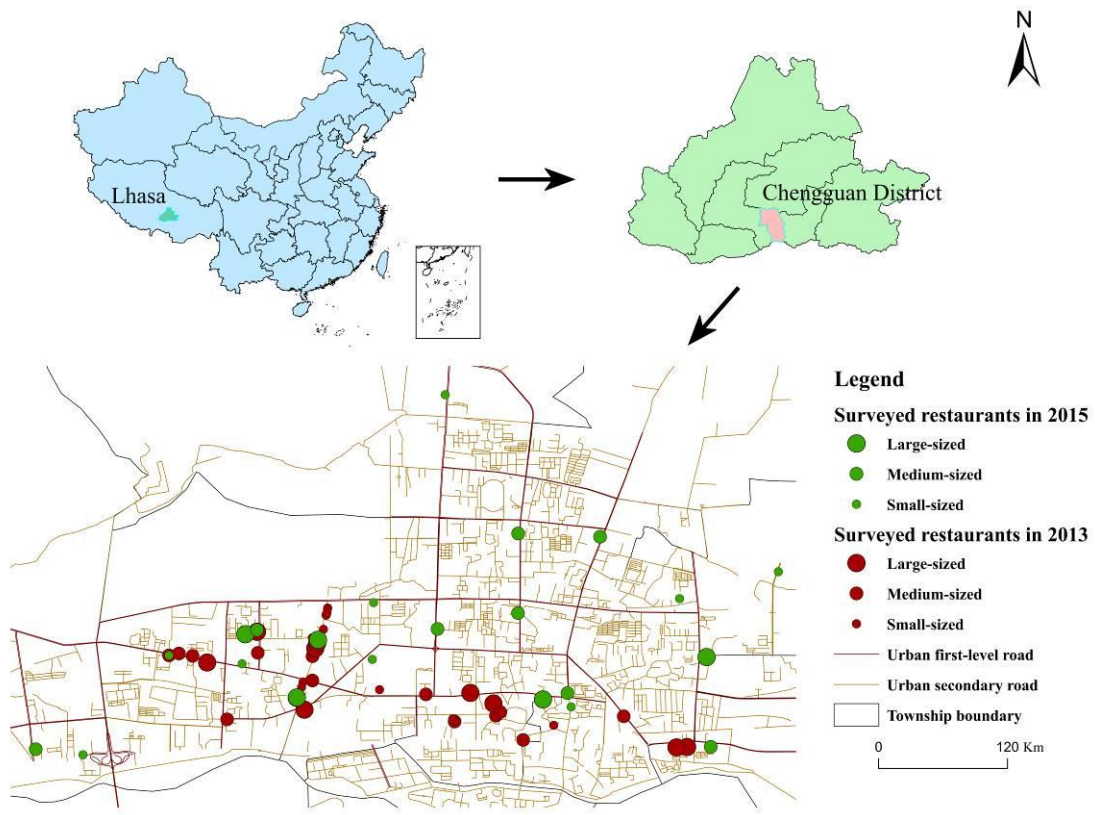 N
Lhasa
Chengguan District
Legend
Surveyed restaurants in 2015
Large-sized
Medium-sized
Small-sized
Surveyed restaurants in 2013
Large-sized
Medium-sized
Small-sized
Urban first-level road
Urban secondary road
Township boundary
0 120 Km